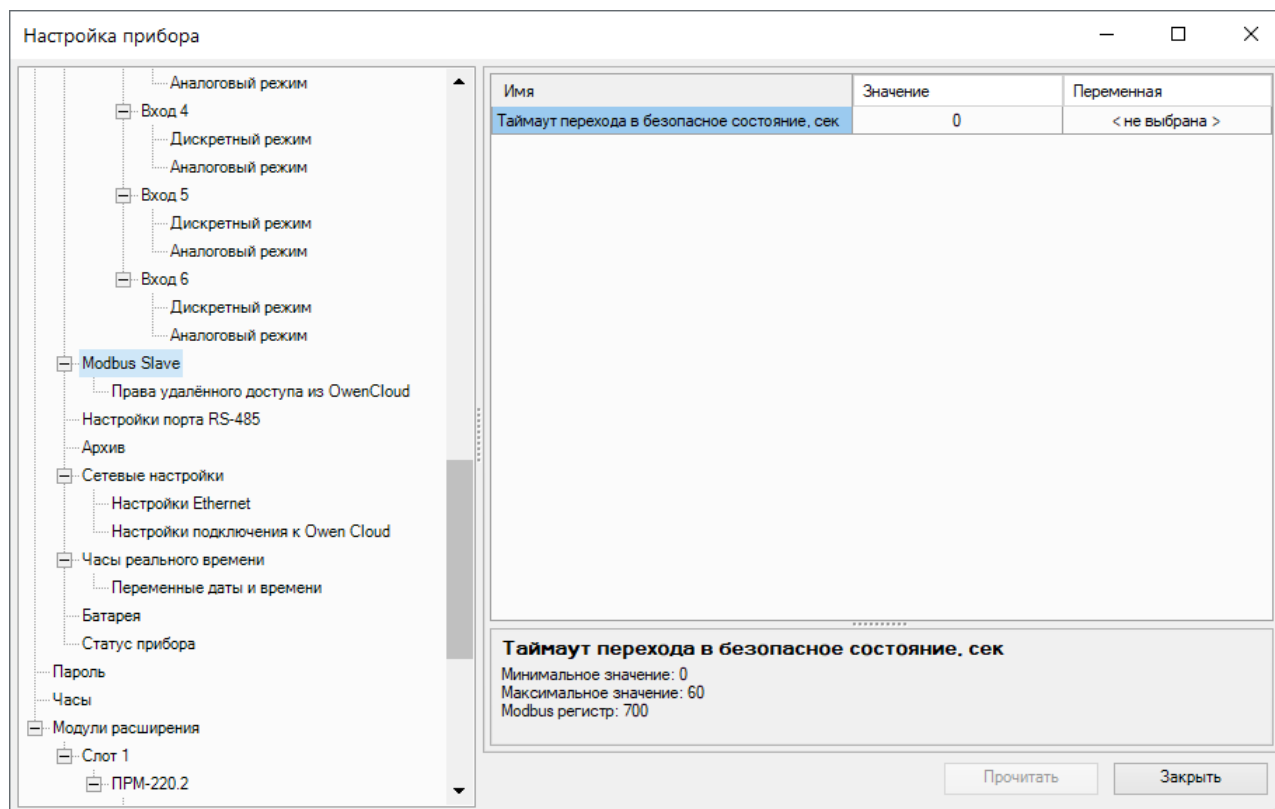 Настройка прибора
Аналоговый режим
Вход 4
Дискретный режим
Аналоговый режим
Вход 5
Дискретный режим
Аналоговый режим
Вход 6
Дискретный режим
Аналоговый режим
Modbus Slave
Права удалённого доступа из OwenCloud
Настройки порта RS-485
Архив
Сетевые настройки
Настройки Ethernet
Настройки подключения к Owen Cloud
Часы реального времени
Переменные даты и времени
Батарея
Статус прибора
Пароль
Часы
Модули расширения
Слот 1
ПРМ-220.2
Имя Значение Переменная
Таймаут перехода в безопасное состояние, сек 0 < не выбрана >
Таймаут перехода в безопасное состояние, сек
Минимальное значение: 0
Максимальное значение: 60
Modbus регистр: 700
Прочитать Закрыть